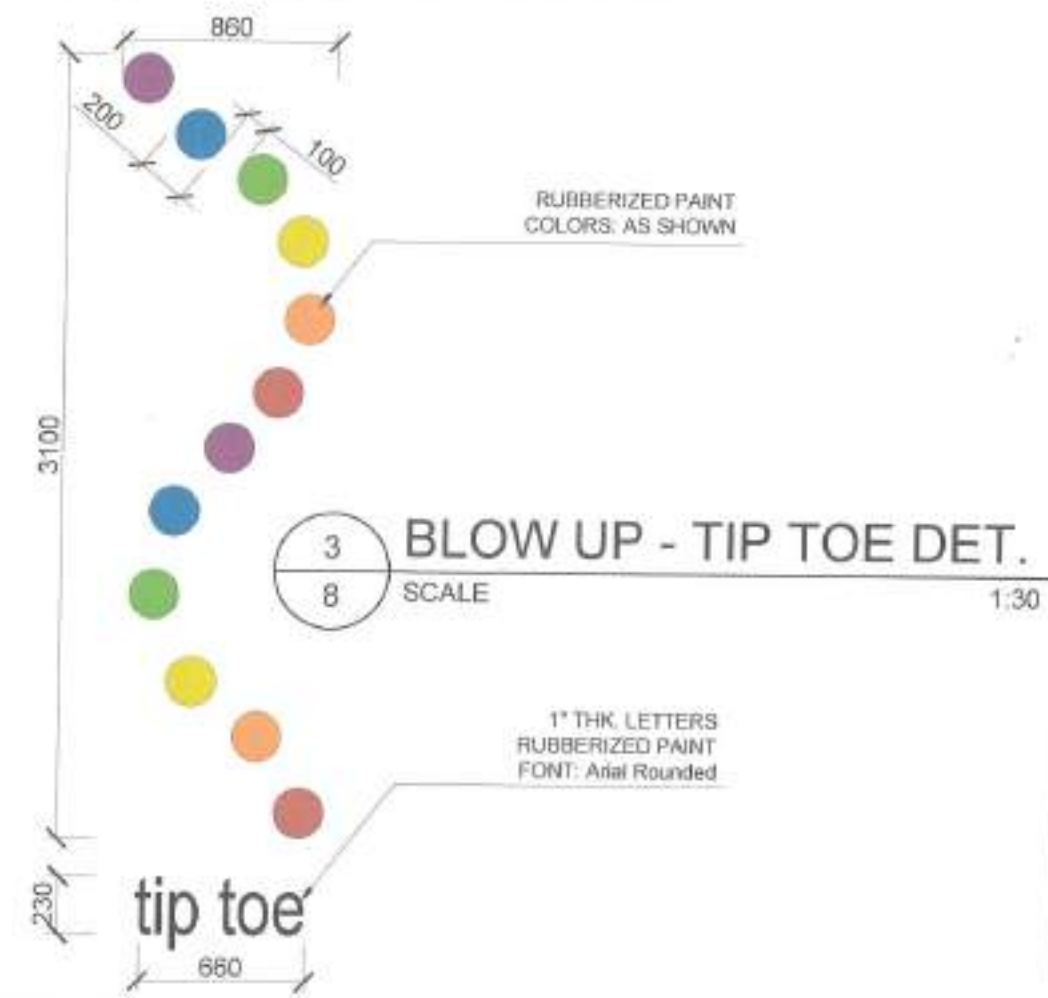 860
200
100
RUBBERIZED PAINT
COLORS: AS SHOWN
3100
3
8
BLOW UP - TIP TOE DET.
SCALE
1:30
1" THK. LETTERS
RUBBERIZED PAINT
FONT: Arial Rounded
230
tip toe
660